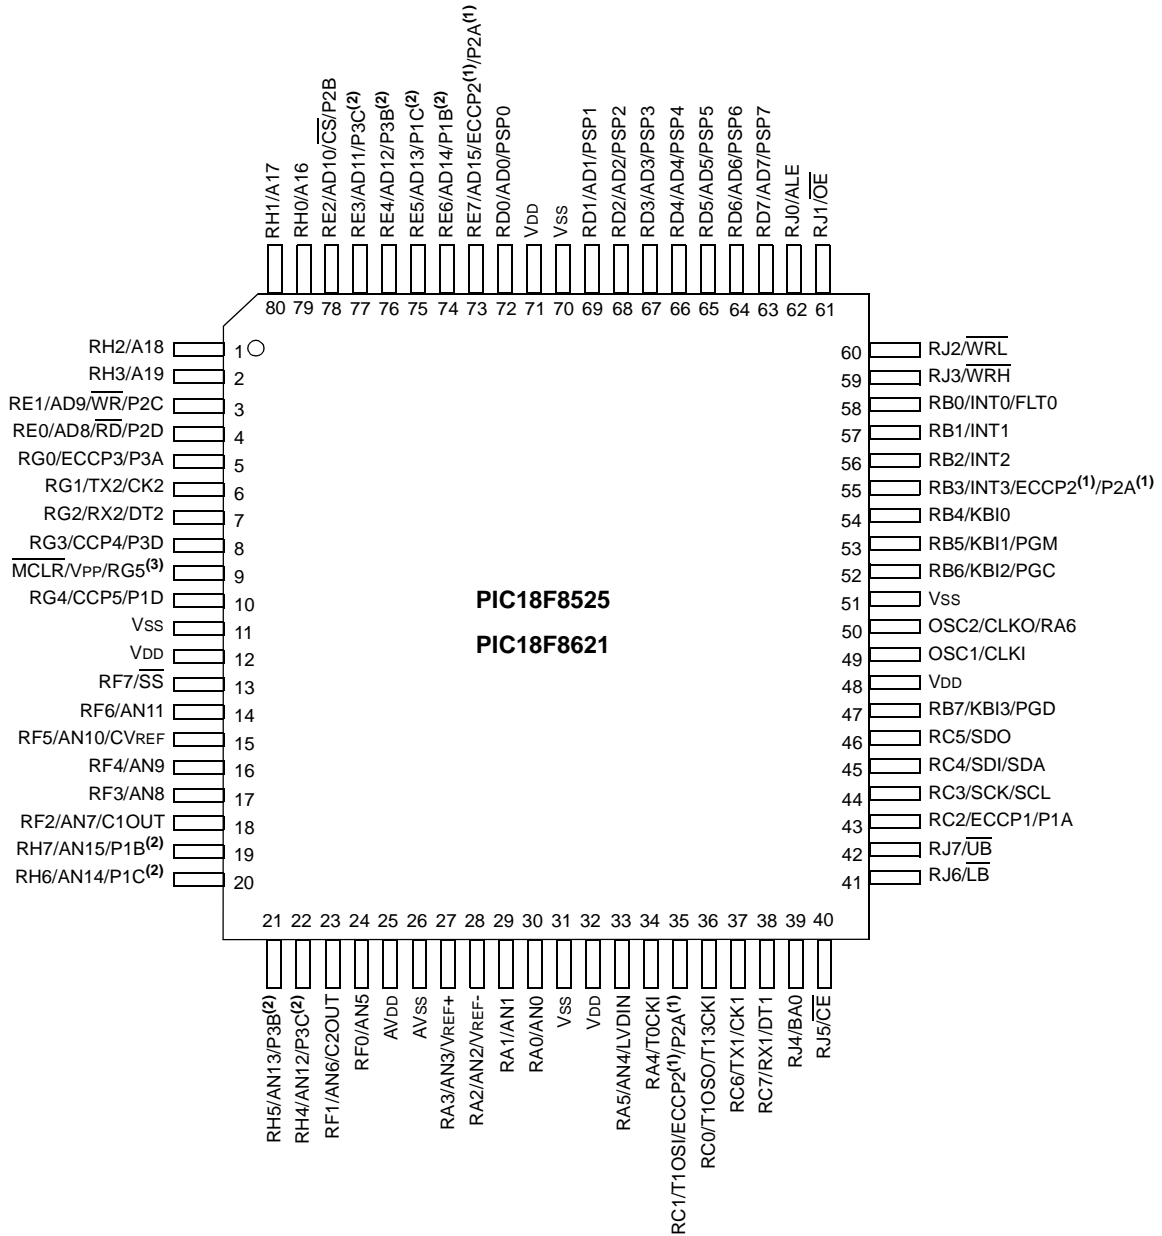 RH1/A17
RH0/A16
RE2/AD10/C̅S̅/P2B
RE3/AD11/P3C(2)
RE4/AD12/P3B(2)
RE5/AD13/P1C(2)
RE6/AD14/P1B(2)
RE7/AD15/ECCP2(1)/P2A(1)
RD0/AD0/PSP0
VDD
VSS
RD1/AD1/PSP1
RD2/AD2/PSP2
RD3/AD3/PSP3
RD4/AD4/PSP4
RD5/AD5/PSP5
RD6/AD6/PSP6
RD7/AD7/PSP7
RJ0/ALE
RJ1/O̅E̅
80 79 78 77 76 75 74 73 72 71 70 69 68 67 66 65 64 63 62 61
RH2/A18 1
RH3/A19 2
RE1/AD9/W̅R̅/P2C 3
RE0/AD8/R̅D̅/P2D 4
RG0/ECCP3/P3A 5
RG1/TX2/CK2 6
RG2/RX2/DT2 7
RG3/CCP4/P3D 8
M̅C̅L̅R̅/VPP/RG5(3) 9
RG4/CCP5/P1D 10
VSS 11
VDD 12
RF7/S̅S̅ 13
RF6/AN11 14
RF5/AN10/CVREF 15
RF4/AN9 16
RF3/AN8 17
RF2/AN7/C1OUT 18
RH7/AN15/P1B(2) 19
RH6/AN14/P1C(2) 20
PIC18F8525
PIC18F8621
60 RJ2/W̅R̅L̅
59 RJ3/W̅R̅H̅
58 RB0/INT0/FLT0
57 RB1/INT1
56 RB2/INT2
55 RB3/INT3/ECCP2(1)/P2A(1)
54 RB4/KBI0
53 RB5/KBI1/PGM
52 RB6/KBI2/PGC
51 VSS
50 OSC2/CLKO/RA6
49 OSC1/CLKI
48 VDD
47 RB7/KBI3/PGD
46 RC5/SDO
45 RC4/SDI/SDA
44 RC3/SCK/SCL
43 RC2/ECCP1/P1A
42 RJ7/U̅B̅
41 RJ6/L̅B̅
21 22 23 24 25 26 27 28 29 30 31 32 33 34 35 36 37 38 39 40
RH5/AN13/P3B(2)
RH4/AN12/P3C(2)
RF1/AN6/C2OUT
RF0/AN5
AVDD
AVSS
RA3/AN3/VREF+
RA2/AN2/VREF-
RA1/AN1
RA0/AN0
VSS
VDD
RA5/AN4/LVDIN
RA4/T0CKI
RC1/T1OSI/ECCP2(1)/P2A(1)
RC0/T1OSO/T13CKI
RC6/TX1/CK1
RC7/RX1/DT1
RJ4/BA0
RJ5/C̅E̅